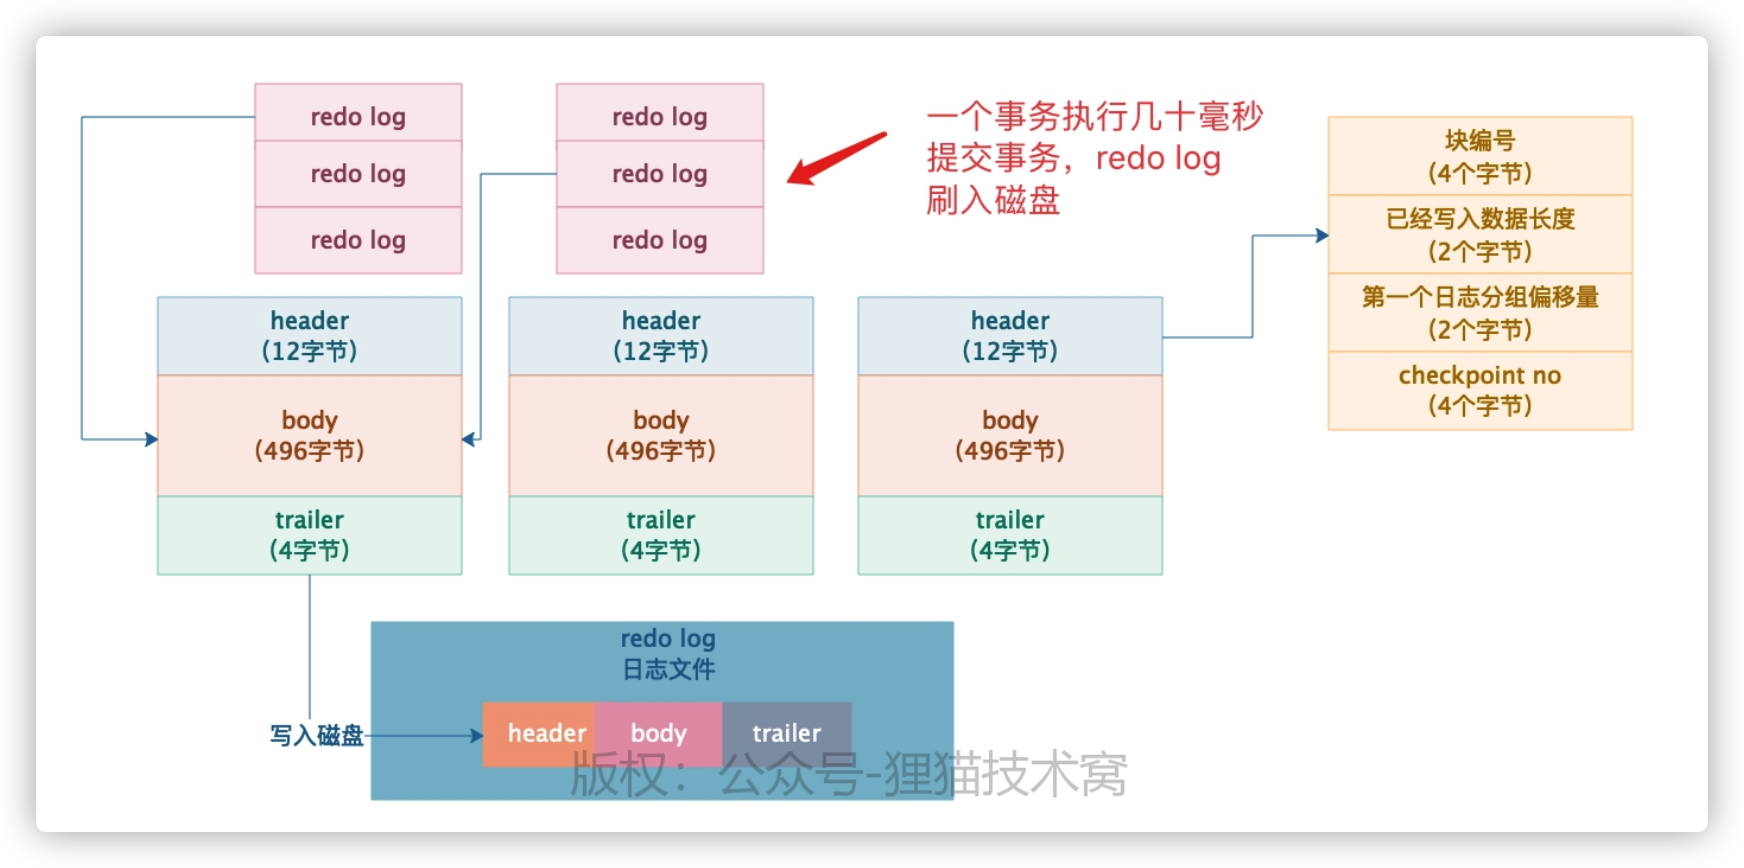 redo log
redo log
redo log
redo log
redo log
redo log
一个事务执行几十毫秒
提交事务，redo log
刷入磁盘
块编号
(4个字节)
已经写入数据长度
(2个字节)
第一个日志分组偏移量
(2个字节)
checkpoint no
(4个字节)
header
(12字节)
body
(496字节)
trailer
(4字节)
header
(12字节)
body
(496字节)
trailer
(4字节)
header
(12字节)
body
(496字节)
trailer
(4字节)
redo log
日志文件
写入磁盘
header
body
trailer
版权：公众号-狸猫技术窝